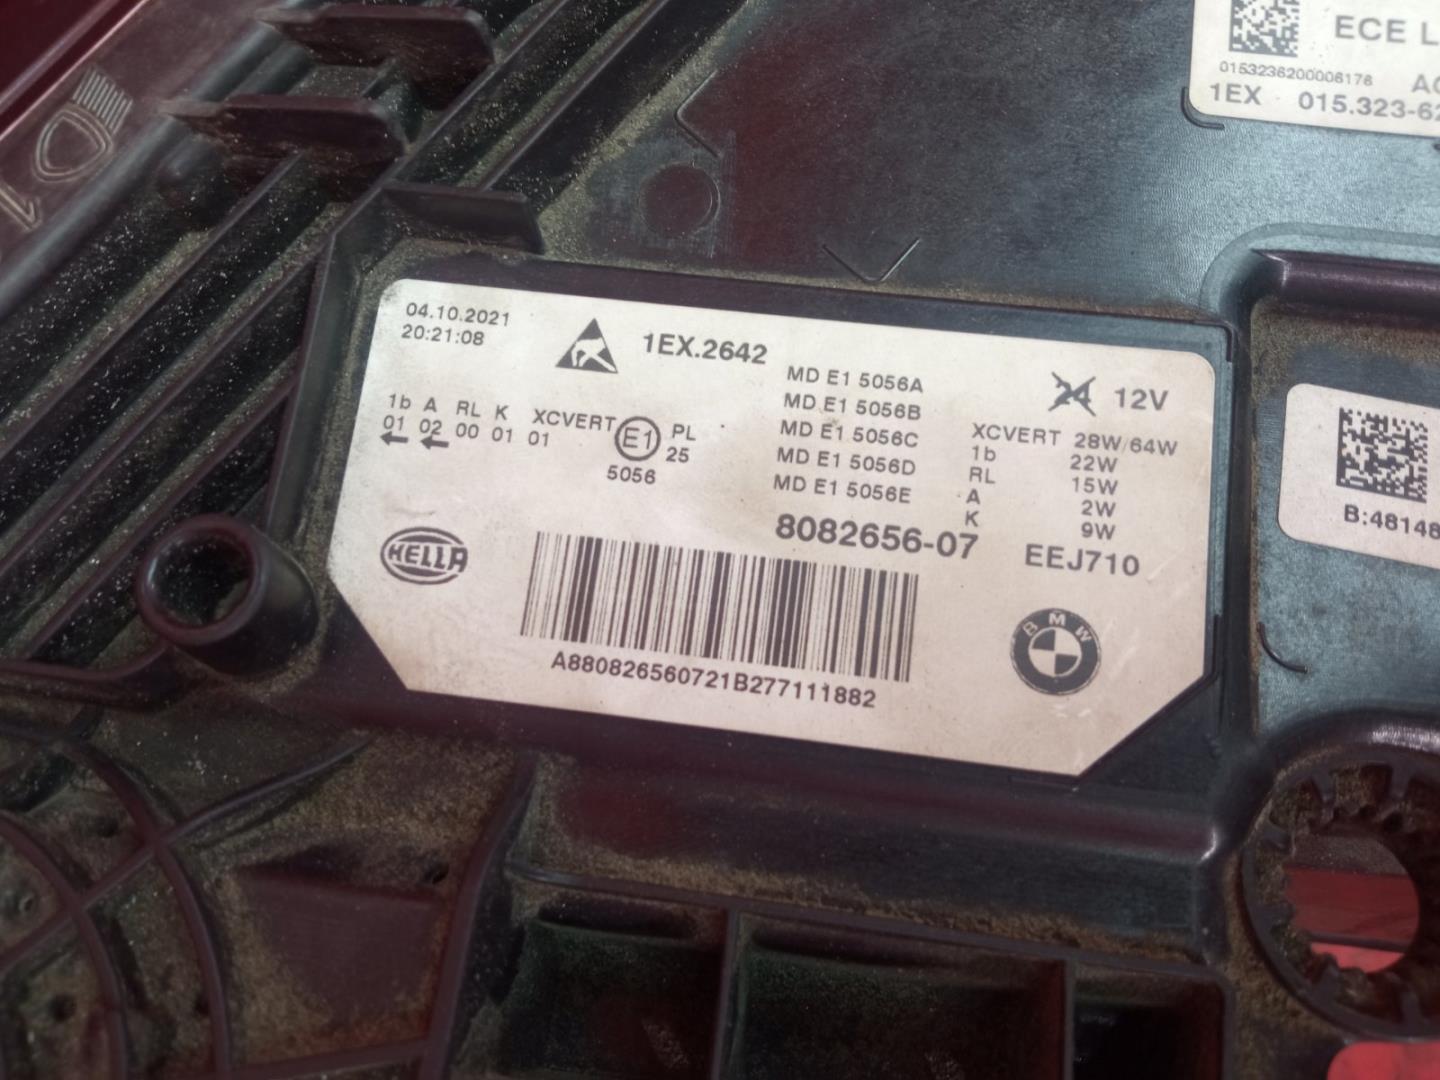 ECE L
0153236200006176
1EX 015.323-62
04.10.2021
20:21:08
1EX.2642
24 12V
1b A RL K XCVERT E1 PL
01 02 00 01 01 25
5056
MD E1 5056A
MD E1 5056B
MD E1 5056C
MD E1 5056D
MD E1 5056E
XCVERT 28W/64W
1b 22W
RL 15W
A 2W
K 9W
HELLA
8082656-07
EEJ710
A880826560721B277111882
BMW
B:48148
1